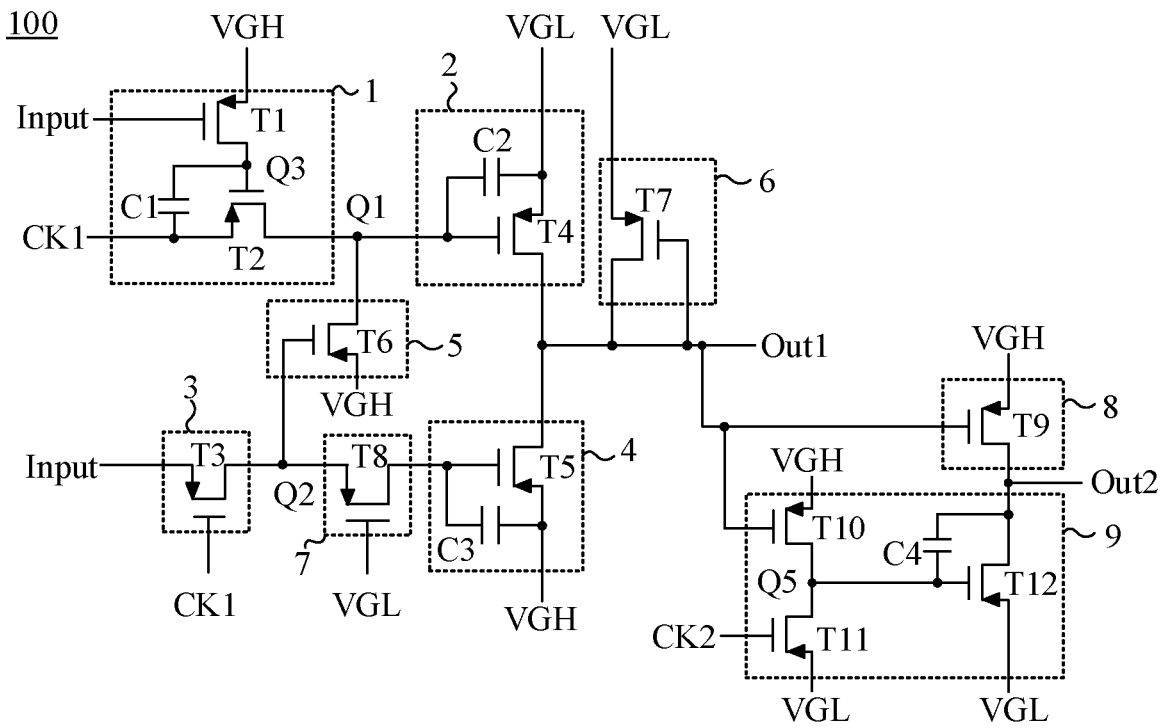 100
VGH
VGL
VGL
Input
T1
1
2
C2
6
Q3
C1
Q1
T7
CK1
T2
T4
T6
5
Out1
VGH
VGH
3
T9
8
Input
T3
T8
T5
4
VGH
Q2
Out2
7
C3
T10
C4
9
CK1
VGL
VGH
Q5
T12
CK2
T11
VGL
VGL